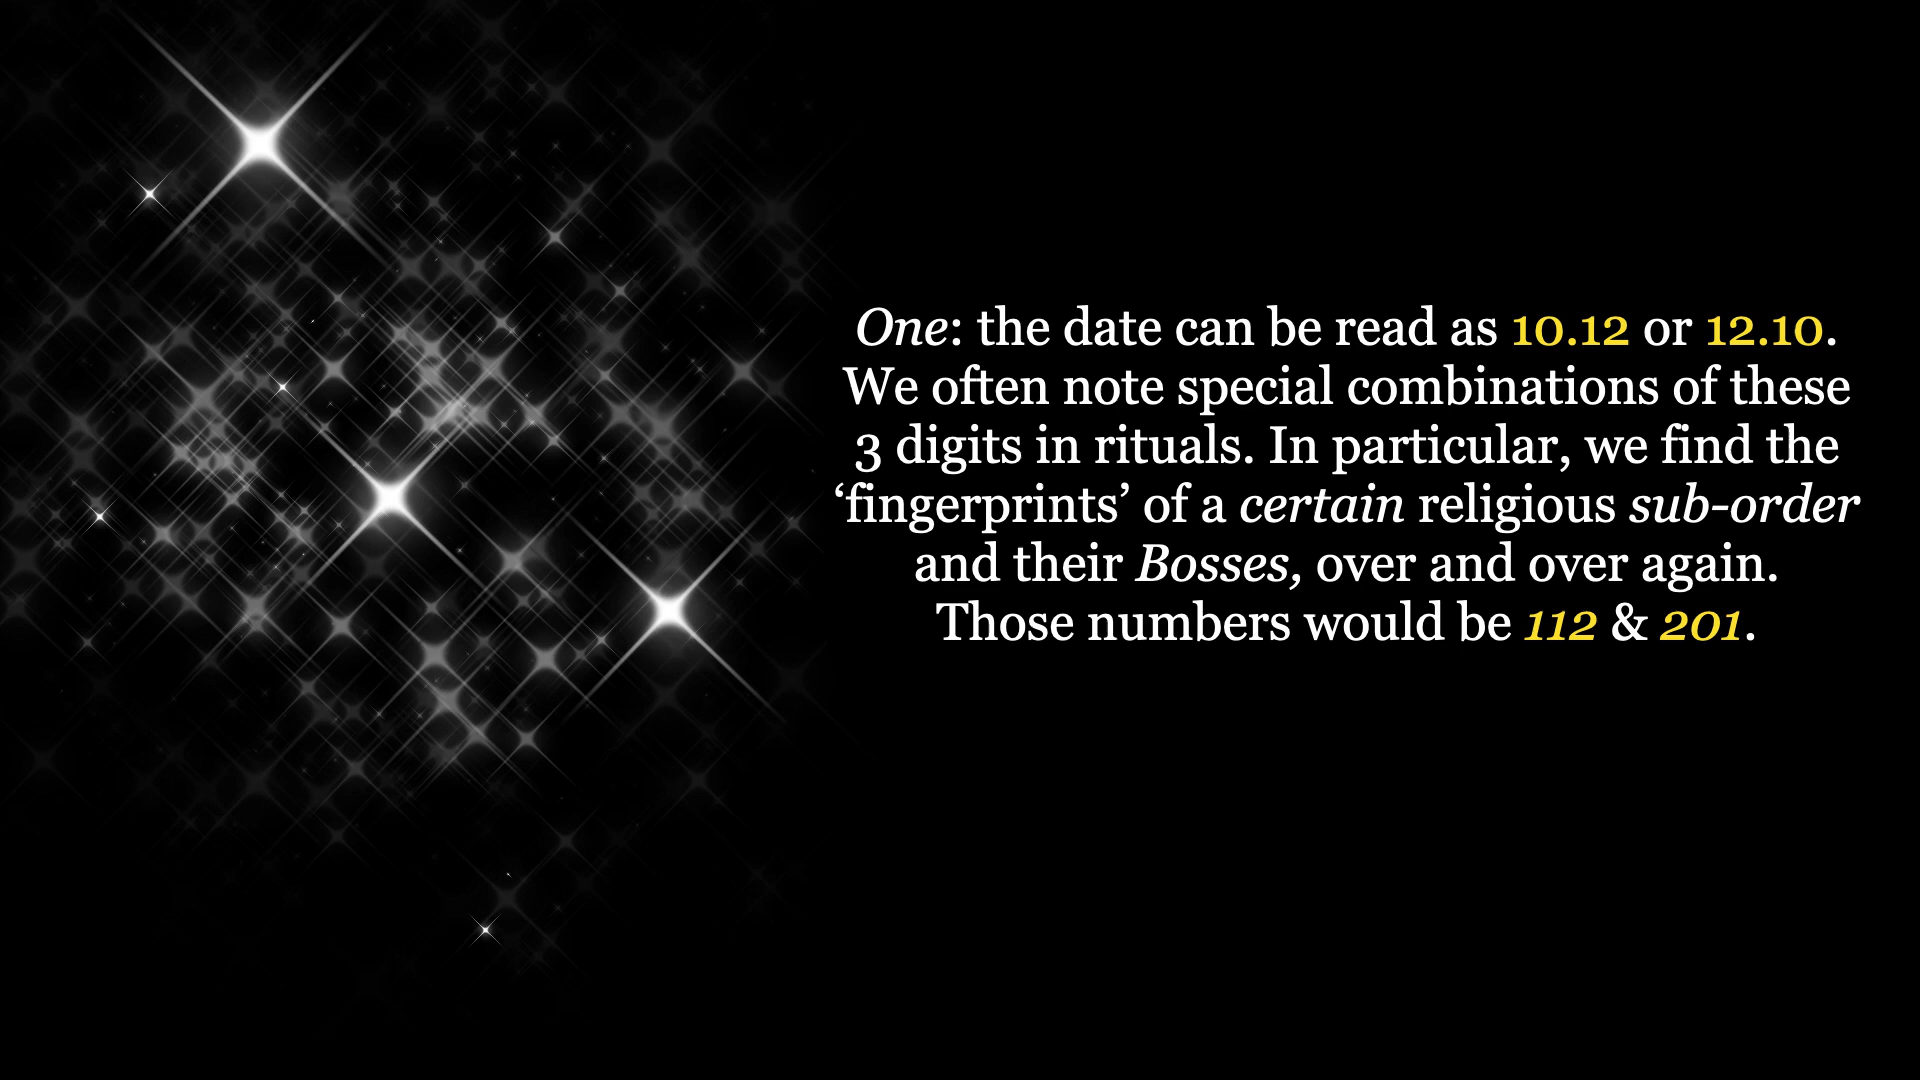 One: the date can be read as 10.12 or 12.10.
We often note special combinations of these
3 digits in rituals. In particular, we find the
‘fingerprints’ of a certain religious sub-order
and their Bosses, over and over again.
Those numbers would be 112 & 201.